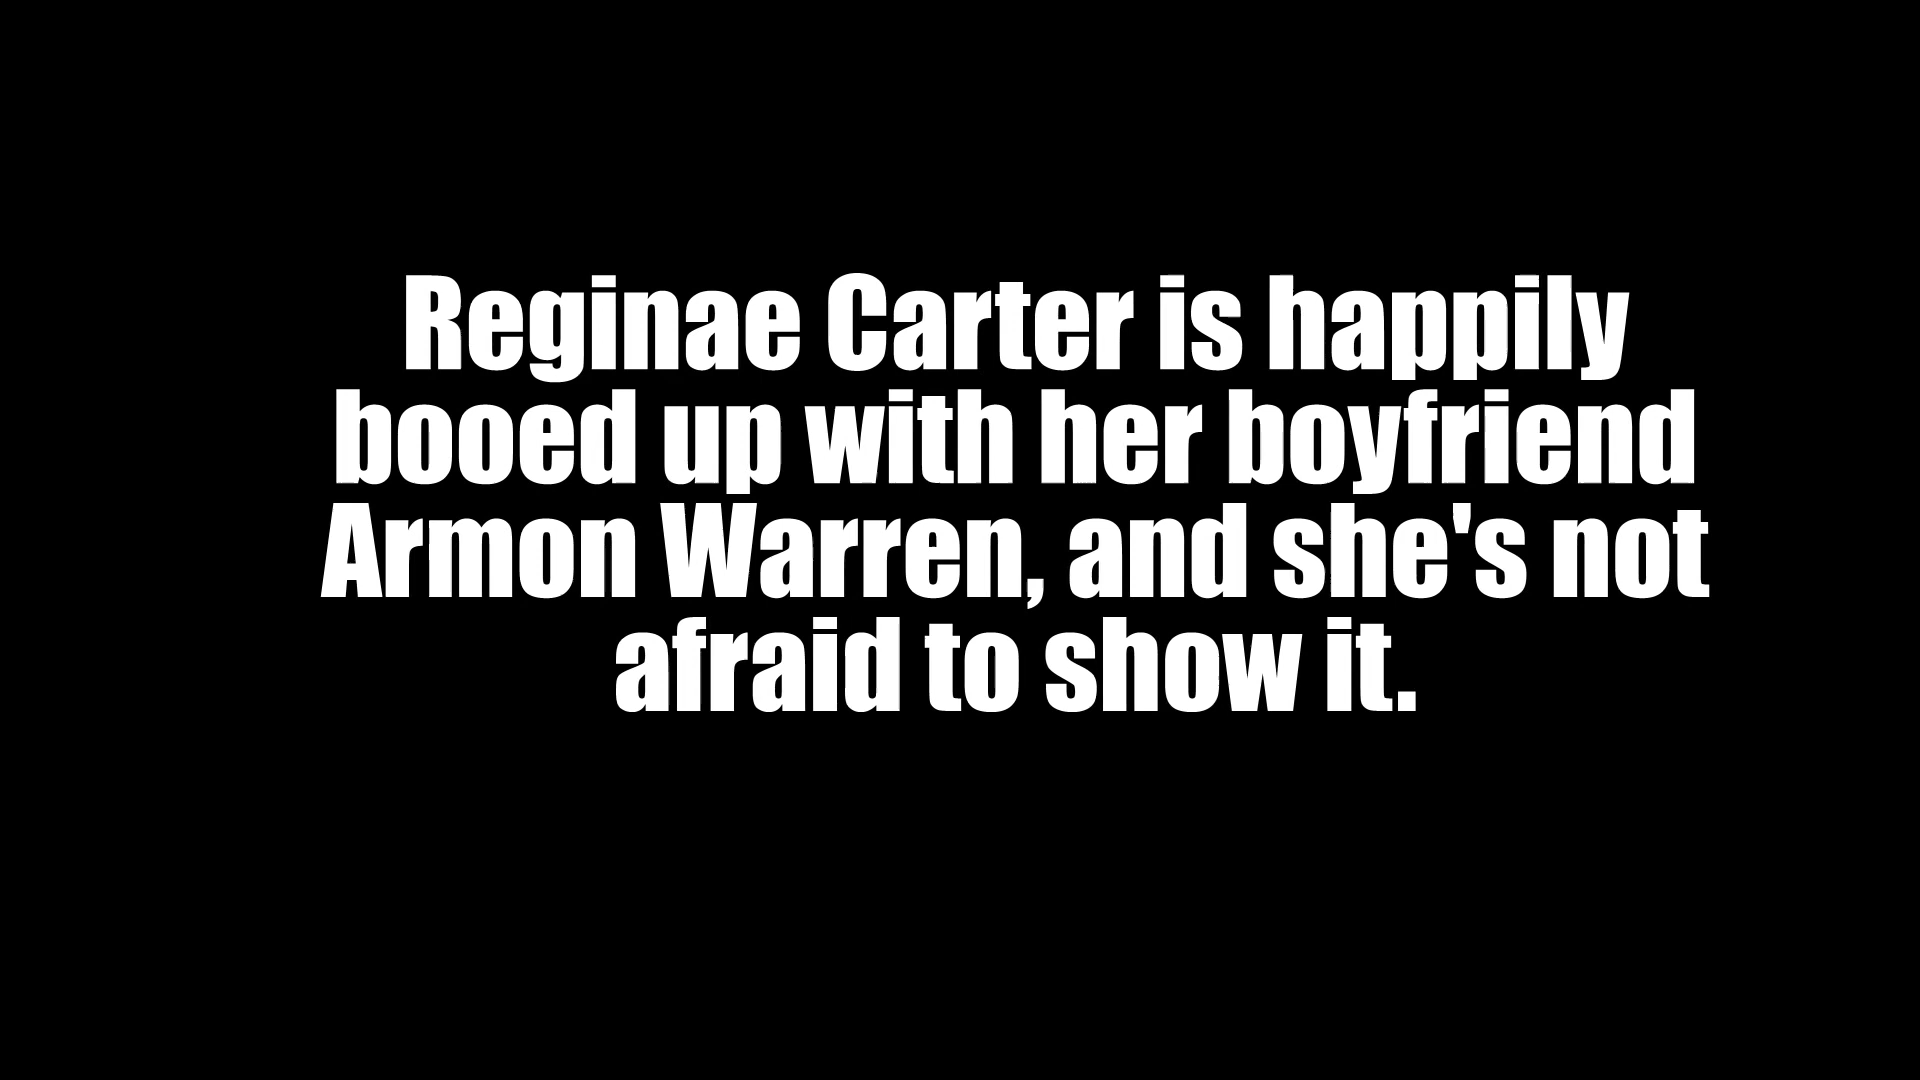 Reginae Carter is happily
booed up with her boyfriend
Armon Warren, and she's not
afraid to show it.